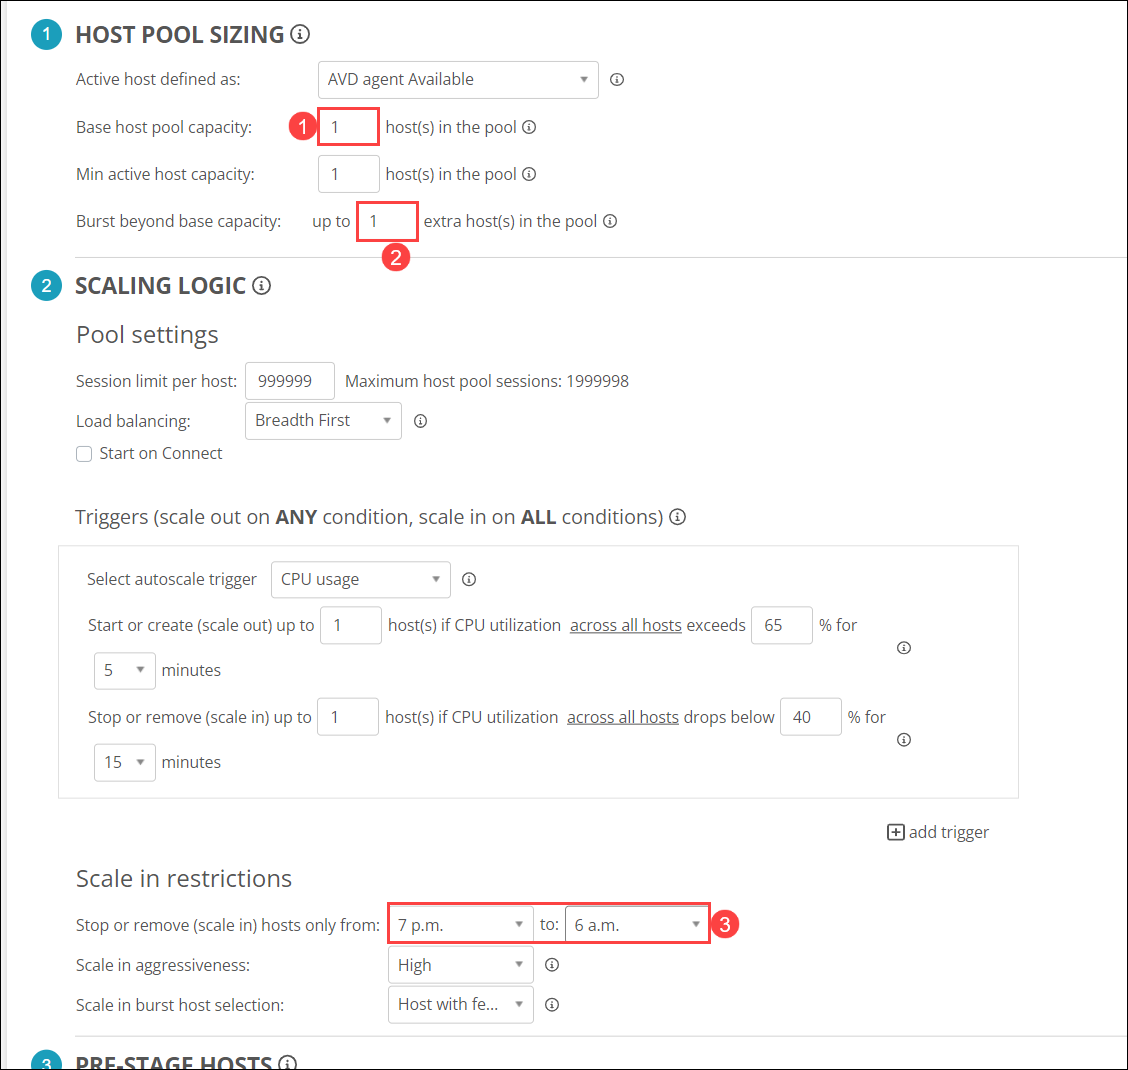 1 HOST POOL SIZING
Active host defined as: AVD agent Available
Base host pool capacity: 1 1 host(s) in the pool
Min active host capacity: 1 host(s) in the pool
Burst beyond base capacity: up to 1 extra host(s) in the pool
2
2 SCALING LOGIC
Pool settings
Session limit per host: 999999 Maximum host pool sessions: 1999998
Load balancing: Breadth First
Start on Connect
Triggers (scale out on ANY condition, scale in on ALL conditions)
Select autoscale trigger CPU usage
Start or create (scale out) up to 1 host(s) if CPU utilization across all hosts exceeds 65 % for
5 minutes
Stop or remove (scale in) up to 1 host(s) if CPU utilization across all hosts drops below 40 % for
15 minutes
add trigger
Scale in restrictions
Stop or remove (scale in) hosts only from: 7 p.m. to: 6 a.m. 3
Scale in aggressiveness: High
Scale in burst host selection: Host with fe...
3 PRE-STAGE HOSTS